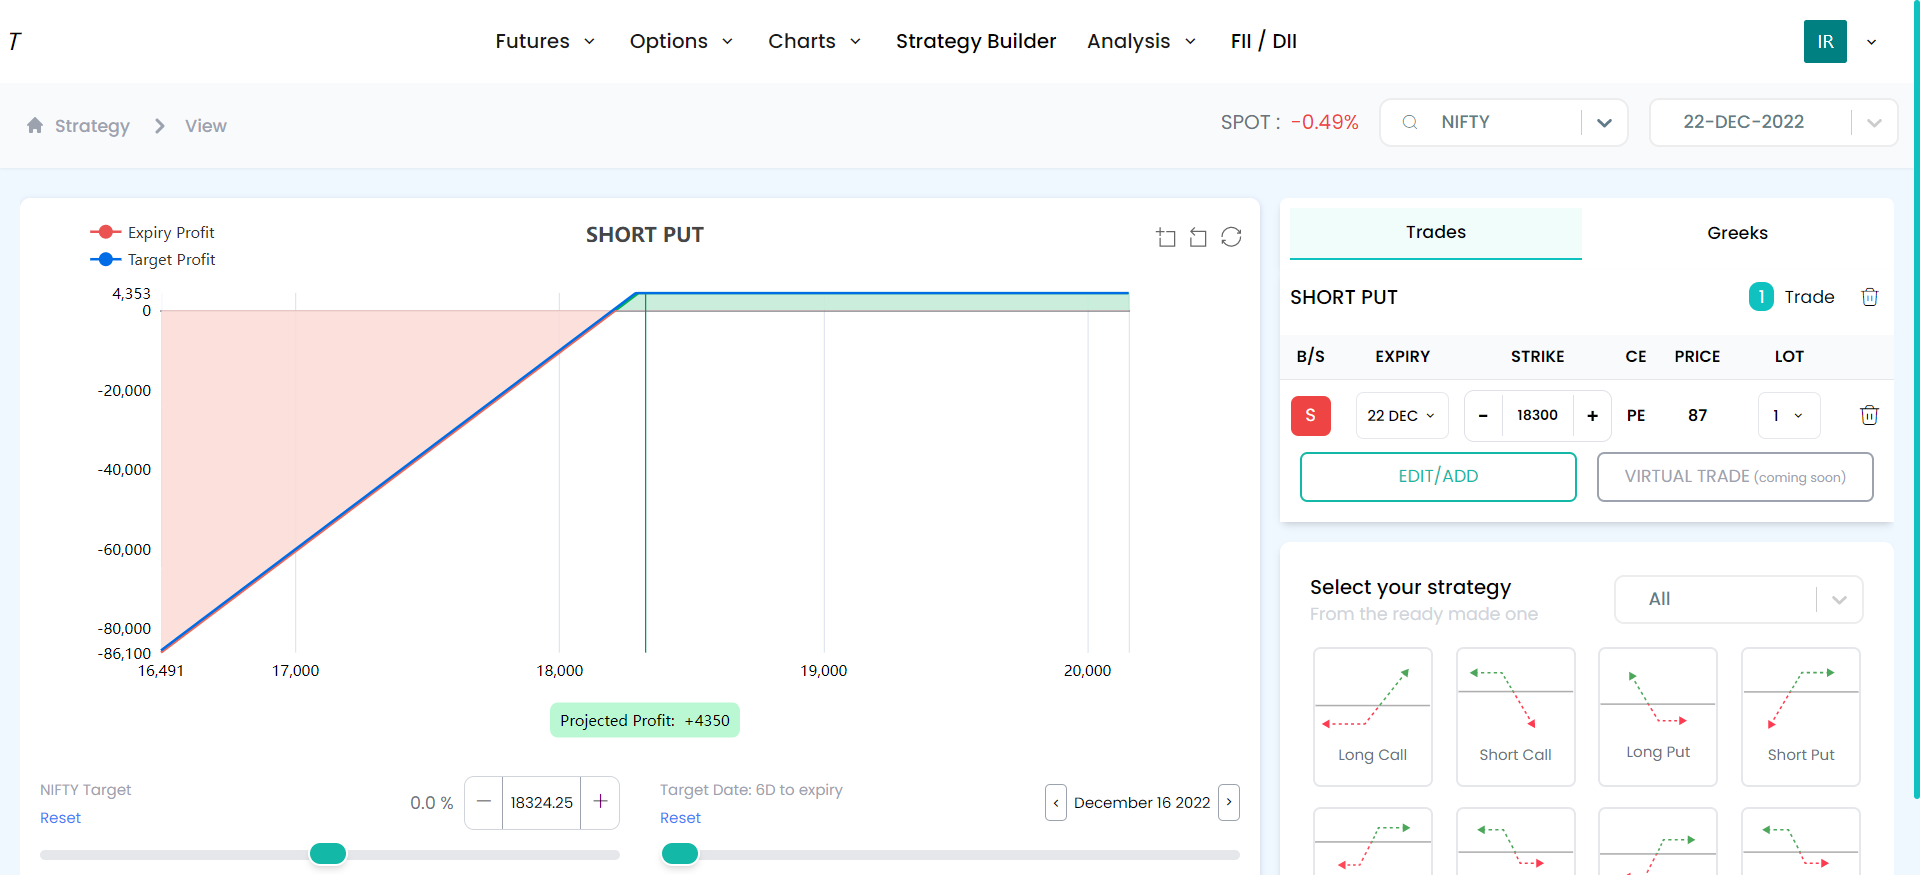 T
Futures Options Charts Strategy Builder Analysis FII / DII
IR
Strategy View
SPOT : -0.49%
NIFTY
22-DEC-2022
Expiry Profit
Target Profit
SHORT PUT
4,353
0
-20,000
-40,000
-60,000
-80,000
-86,100
16,491 17,000 18,000 19,000 20,000
Projected Profit: +4350
NIFTY Target
Reset
0.0 %
18324.25
Target Date: 6D to expiry
Reset
December 16 2022
Trades Greeks
SHORT PUT 1 Trade
B/S EXPIRY STRIKE CE PRICE LOT
S 22 DEC - 18300 + PE 87 1
EDIT/ADD VIRTUAL TRADE (coming soon)
Select your strategy
From the ready made one
All
Long Call Short Call Long Put Short Put